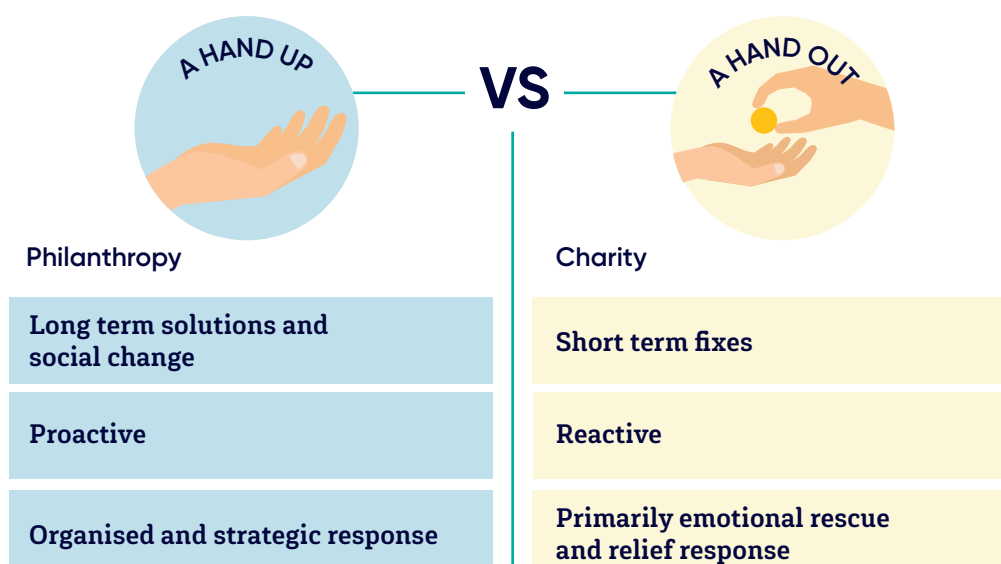 A HAND UP
VS
A HAND OUT
Philanthropy
Charity
Long term solutions and
social change
Short term fixes
Proactive
Reactive
Organised and strategic response
Primarily emotional rescue
and relief response